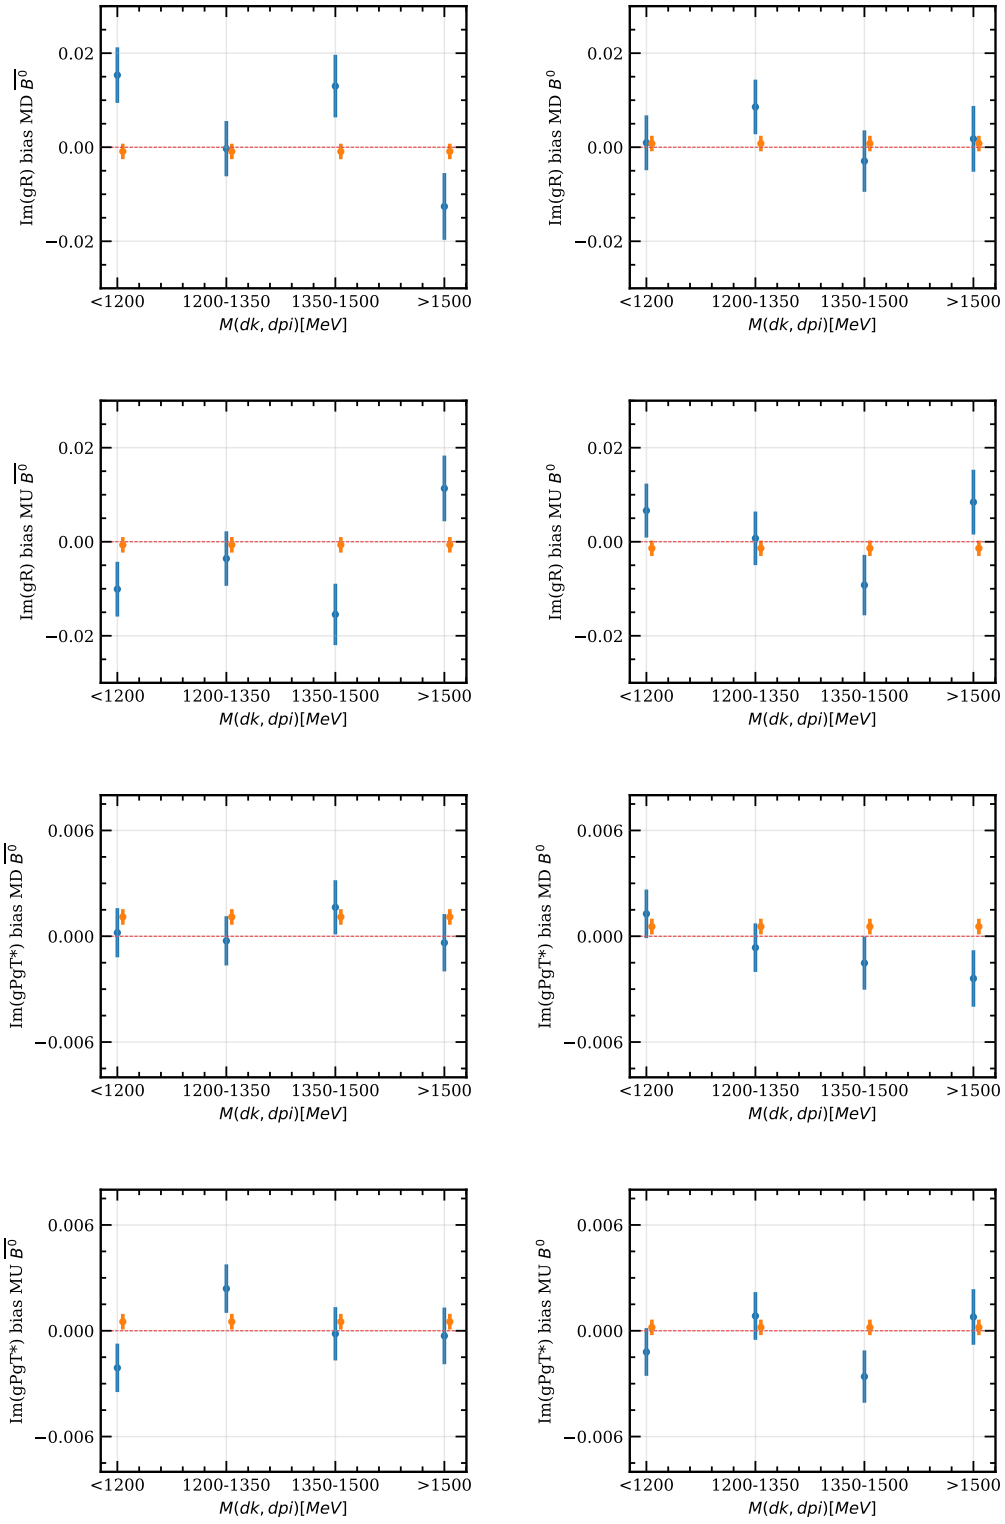 Im(gR) bias MD B̅⁰
0.02
0.00
−0.02
<1200 1200-1350 1350-1500 >1500
M(dk, dpi)[MeV]
Im(gR) bias MD B⁰
0.02
0.00
−0.02
<1200 1200-1350 1350-1500 >1500
M(dk, dpi)[MeV]
Im(gR) bias MU B̅⁰
0.02
0.00
−0.02
<1200 1200-1350 1350-1500 >1500
M(dk, dpi)[MeV]
Im(gR) bias MU B⁰
0.02
0.00
−0.02
<1200 1200-1350 1350-1500 >1500
M(dk, dpi)[MeV]
Im(gPgT*) bias MD B̅⁰
0.006
0.000
−0.006
<1200 1200-1350 1350-1500 >1500
M(dk, dpi)[MeV]
Im(gPgT*) bias MD B⁰
0.006
0.000
−0.006
<1200 1200-1350 1350-1500 >1500
M(dk, dpi)[MeV]
Im(gPgT*) bias MU B̅⁰
0.006
0.000
−0.006
<1200 1200-1350 1350-1500 >1500
M(dk, dpi)[MeV]
Im(gPgT*) bias MU B⁰
0.006
0.000
−0.006
<1200 1200-1350 1350-1500 >1500
M(dk, dpi)[MeV]